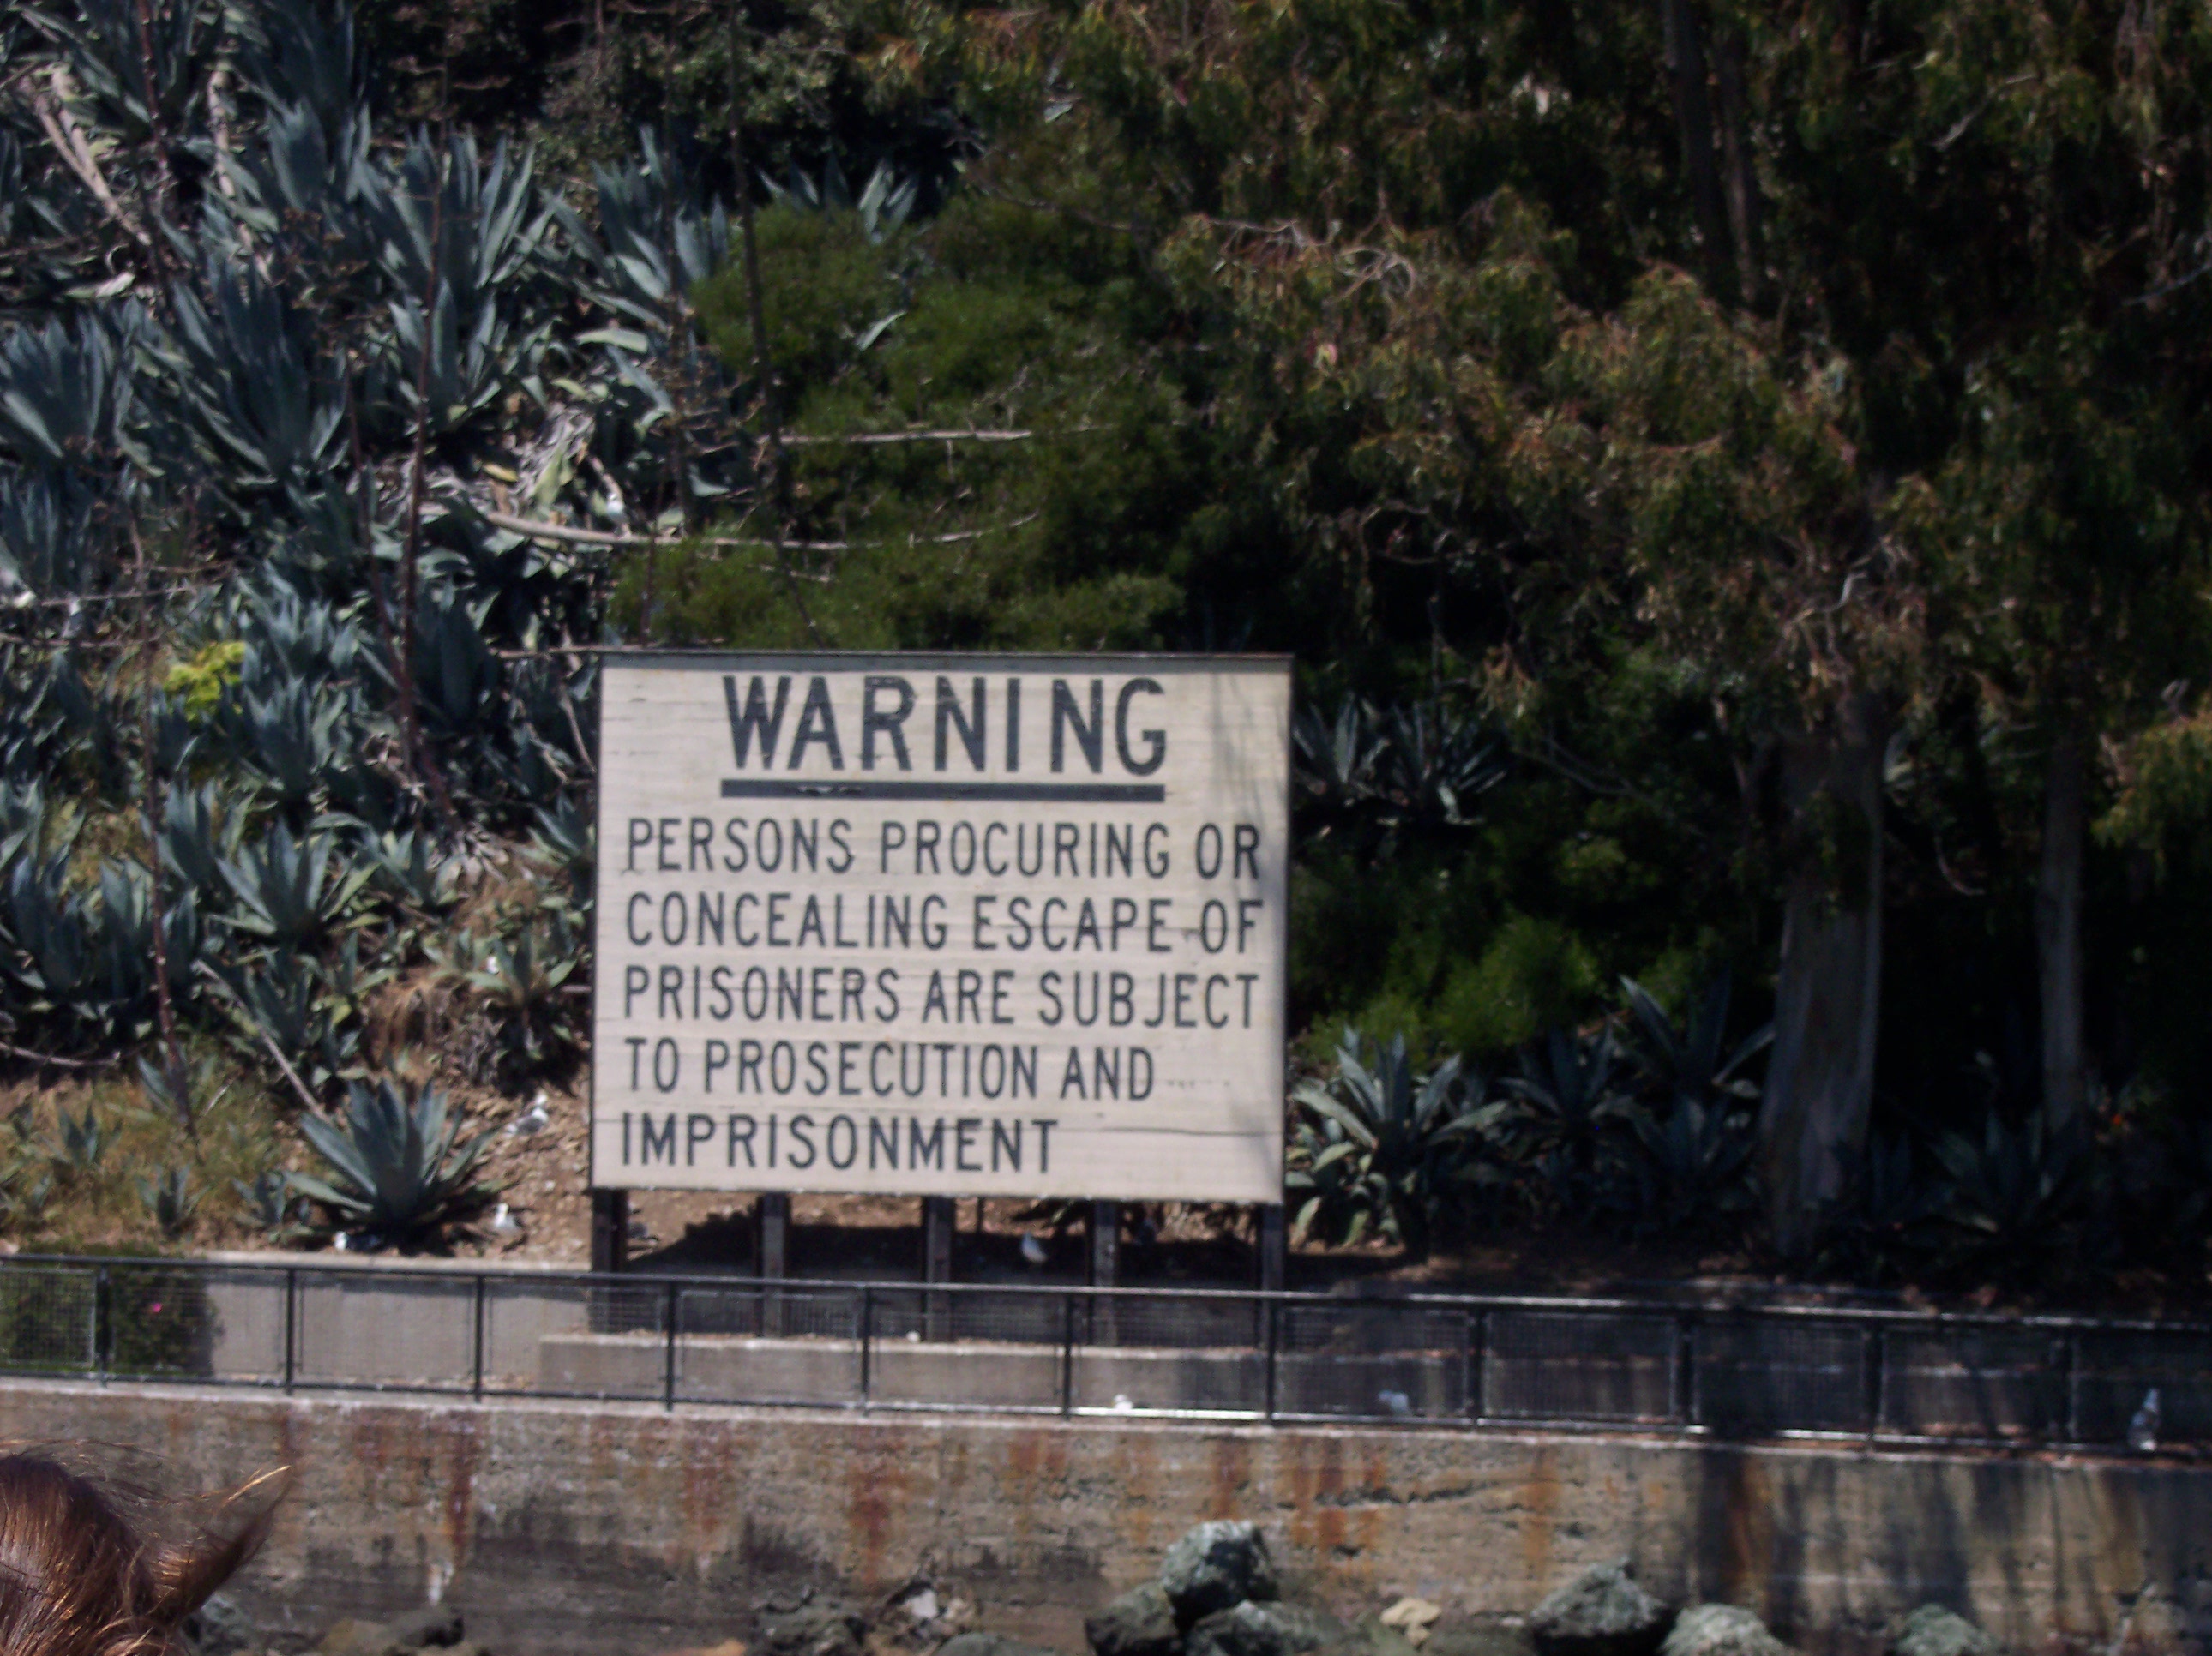 WARNING
PERSONS PROCURING OR
CONCEALING ESCAPE OF
PRISONERS ARE SUBJECT
TO PROSECUTION AND
IMPRISONMENT